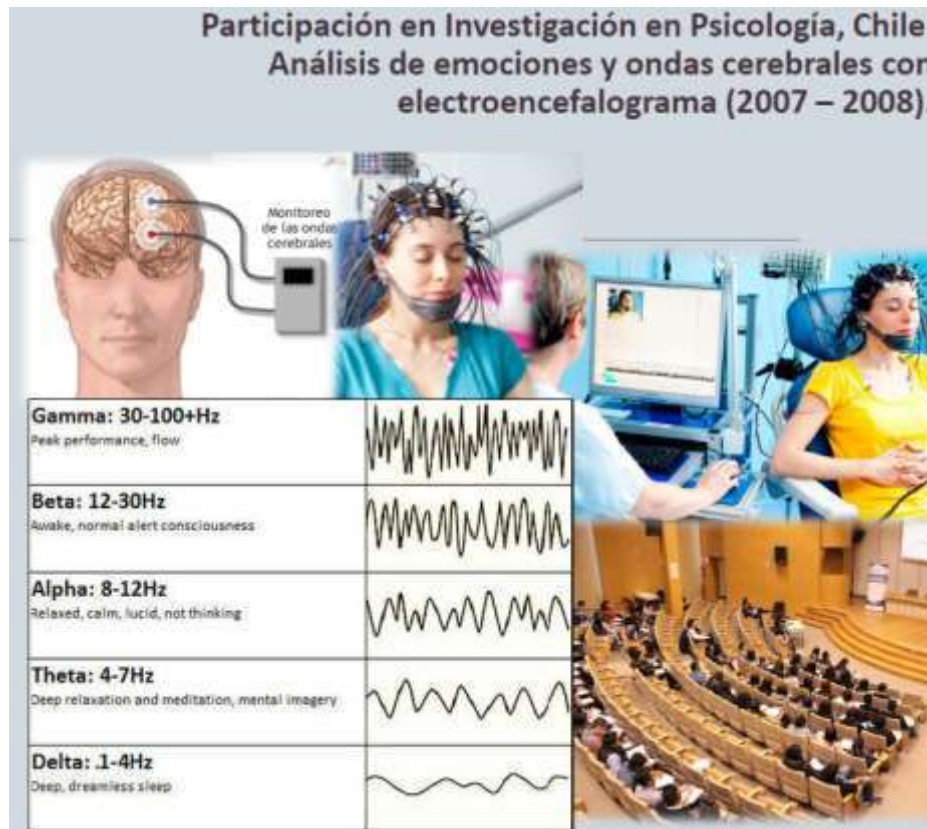 Participación en Investigación en Psicología, Chile
Análisis de emociones y ondas cerebrales con
electroencefalograma (2007 – 2008).
Monitoreo
de las ondas
cerebrales
Gamma: 30-100+Hz
Peak performance, flow
Beta: 12-30Hz
Awake, normal alert consciousness
Alpha: 8-12Hz
Relaxed, calm, lucid, not thinking
Theta: 4-7Hz
Deep relaxation and meditation, mental imagery
Delta: .1-4Hz
Deep, dreamless sleep